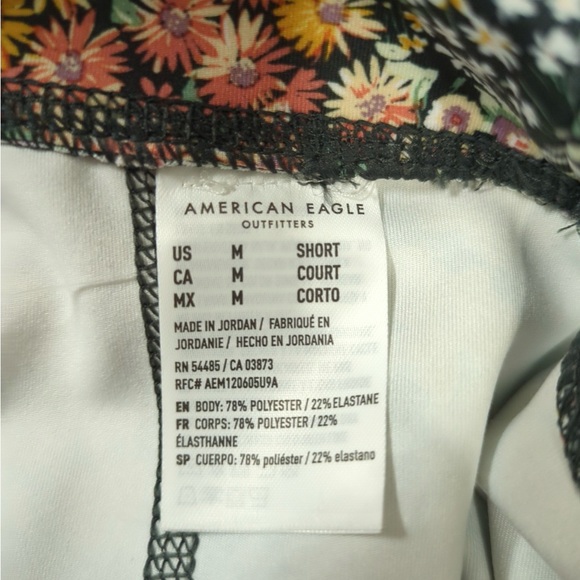 AMERICAN EAGLE
OUTFITTERS
US M SHORT
CA M COURT
MX M CORTO
MADE IN JORDAN / FABRIQUÉ EN
JORDANIE / HECHO EN JORDANIA
RN 54485 / CA 03873
RFC# AEM120605U9A
EN BODY: 78% POLYESTER / 22% ELASTANE
FR CORPS: 78% POLYESTER / 22%
ÉLASTHANNE
SP CUERPO: 78% poliéster / 22% elastano